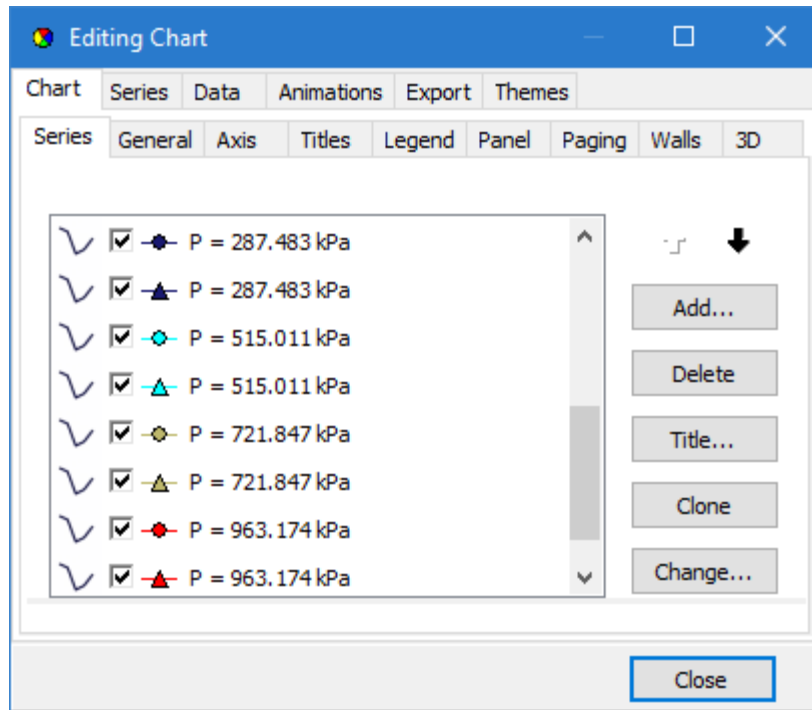 Editing Chart
Chart Series Data Animations Export Themes
Series General Axis Titles Legend Panel Paging Walls 3D
P = 287.483 kPa
P = 287.483 kPa
Add...
P = 515.011 kPa
P = 515.011 kPa
Delete
P = 721.847 kPa
Title...
P = 721.847 kPa
Clone
P = 963.174 kPa
P = 963.174 kPa
Change...
Close